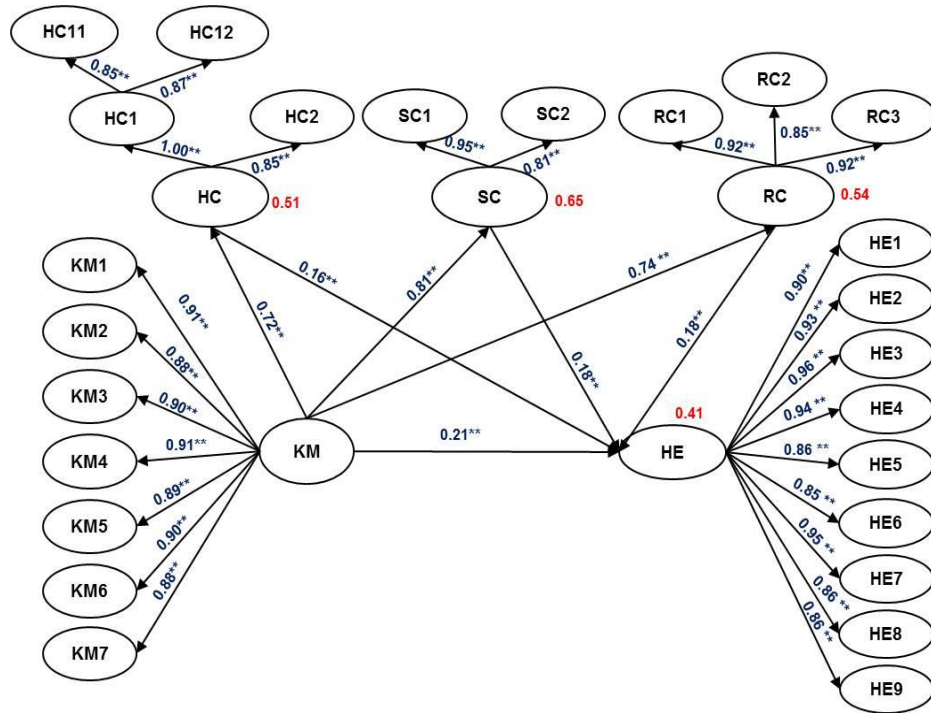 HC11
HC12
0.85**
0.87**
HC1
HC2
1.00**
0.85**
HC
0.51
SC1
SC2
0.95**
0.81**
SC
0.65
RC2
RC1
RC3
0.92**
0.85**
0.92**
RC
0.54
0.16**
0.72**
0.81**
0.74 **
0.18**
0.18**
KM1
KM2
KM3
KM4
KM5
KM6
KM7
0.91**
0.88**
0.90**
0.91**
0.89**
0.90**
0.88**
KM
0.21**
0.41
HE
0.90**
0.93 **
0.96 **
0.94 **
0.86 **
0.85 **
0.95 **
0.86 **
0.86 **
HE1
HE2
HE3
HE4
HE5
HE6
HE7
HE8
HE9